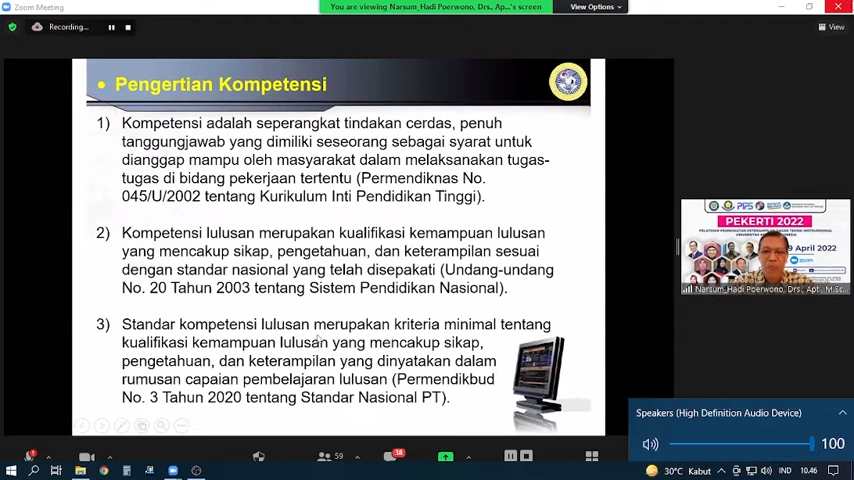 Zoom Meeting
You are viewing Narsum_Hadi Poerwono, Drs., Ap...'s screen
View Options
Recording...
View
• Pengertian Kompetensi
1) Kompetensi adalah seperangkat tindakan cerdas, penuh
tanggungjawab yang dimiliki seseorang sebagai syarat untuk
dianggap mampu oleh masyarakat dalam melaksanakan tugas-
tugas di bidang pekerjaan tertentu (Permendiknas No.
045/U/2002 tentang Kurikulum Inti Pendidikan Tinggi).
2) Kompetensi lulusan merupakan kualifikasi kemampuan lulusan
yang mencakup sikap, pengetahuan, dan keterampilan sesuai
dengan standar nasional yang telah disepakati (Undang-undang
No. 20 Tahun 2003 tentang Sistem Pendidikan Nasional).
3) Standar kompetensi lulusan merupakan kriteria minimal tentang
kualifikasi kemampuan lulusan yang mencakup sikap,
pengetahuan, dan keterampilan yang dinyatakan dalam
rumusan capaian pembelajaran lulusan (Permendikbud
No. 3 Tahun 2020 tentang Standar Nasional PT).
PIPS
PEKERTI 2022
9 April 2022
zoom
Narsum_Hadi Poerwono, Drs., Apt., M.Sc...
Speakers (High Definition Audio Device)
100
59
38
30°C Kabut
IND
10.46